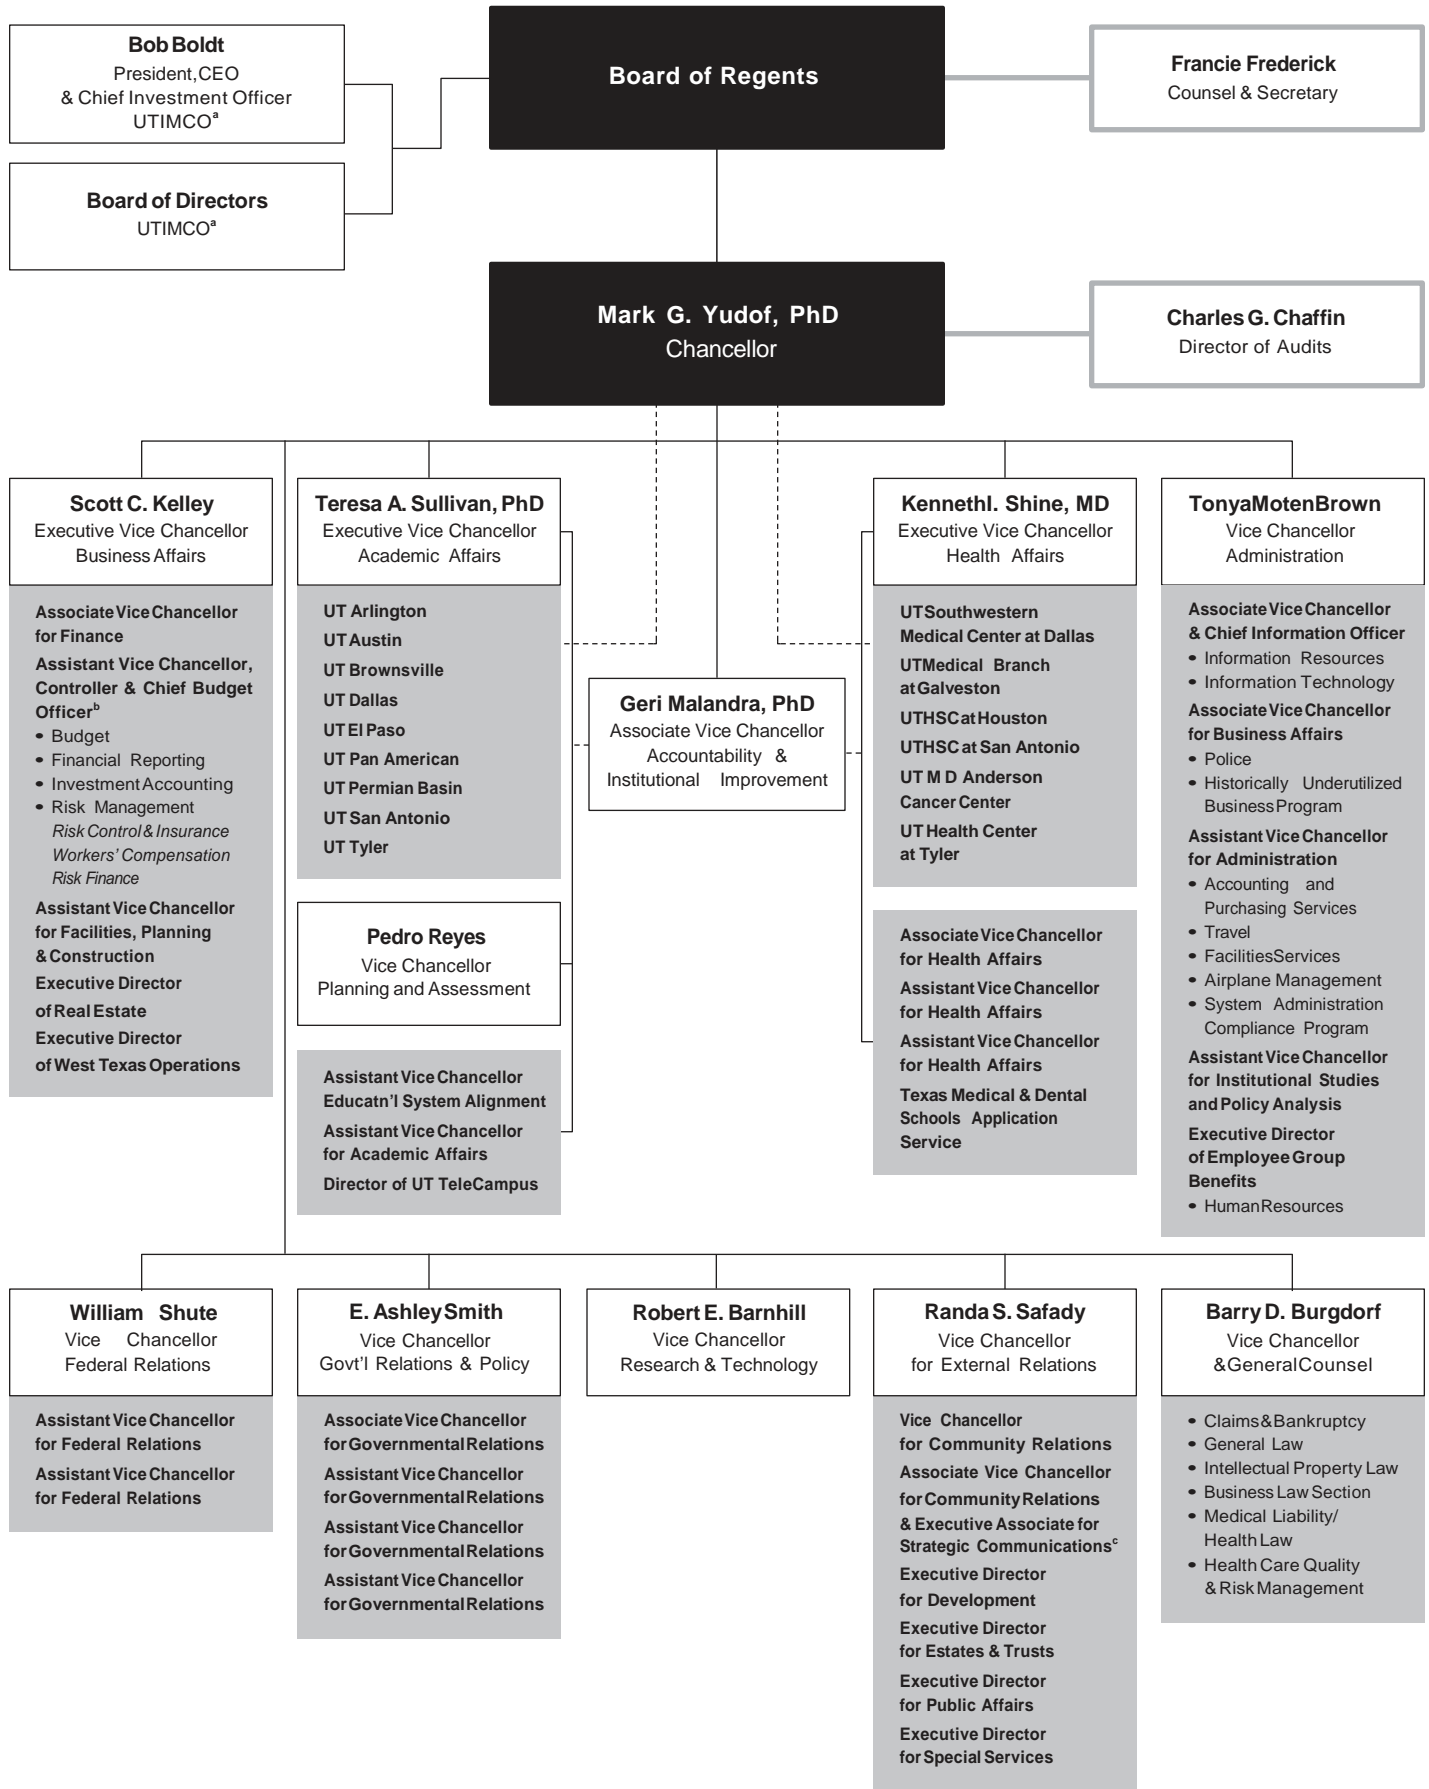 Bob Boldt
President, CEO
& Chief Investment Officer
UTIMCOa
Board of Directors
UTIMCOa
Board of Regents
Francie Frederick
Counsel & Secretary
Mark G. Yudof, PhD
Chancellor
Charles G. Chaffin
Director of Audits
Scott C. Kelley
Executive Vice Chancellor
Business Affairs
Associate Vice Chancellor
for Finance
Assistant Vice Chancellor,
Controller & Chief Budget
Officerb
• Budget
• Financial Reporting
• Investment Accounting
• Risk Management
Risk Control & Insurance
Workers' Compensation
Risk Finance
Assistant Vice Chancellor
for Facilities, Planning
& Construction
Executive Director
of Real Estate
Executive Director
of West Texas Operations
Teresa A. Sullivan, PhD
Executive Vice Chancellor
Academic Affairs
UT Arlington
UT Austin
UT Brownsville
UT Dallas
UT El Paso
UT Pan American
UT Permian Basin
UT San Antonio
UT Tyler
Pedro Reyes
Vice Chancellor
Planning and Assessment
Assistant Vice Chancellor
Educatn'l System Alignment
Assistant Vice Chancellor
for Academic Affairs
Director of UT TeleCampus
Geri Malandra, PhD
Associate Vice Chancellor
Accountability &
Institutional Improvement
Kenneth I. Shine, MD
Executive Vice Chancellor
Health Affairs
UT Southwestern
Medical Center at Dallas
UT Medical Branch
at Galveston
UTHSC at Houston
UTHSC at San Antonio
UT M D Anderson
Cancer Center
UT Health Center
at Tyler
Associate Vice Chancellor
for Health Affairs
Assistant Vice Chancellor
for Health Affairs
Assistant Vice Chancellor
for Health Affairs
Texas Medical & Dental
Schools Application
Service
Tonya Moten Brown
Vice Chancellor
Administration
Associate Vice Chancellor
& Chief Information Officer
• Information Resources
• Information Technology
Associate Vice Chancellor
for Business Affairs
• Police
• Historically Underutilized
Business Program
Assistant Vice Chancellor
for Administration
• Accounting and
Purchasing Services
• Travel
• Facilities Services
• Airplane Management
• System Administration
Compliance Program
Assistant Vice Chancellor
for Institutional Studies
and Policy Analysis
Executive Director
of Employee Group
Benefits
• Human Resources
William Shute
Vice Chancellor
Federal Relations
Assistant Vice Chancellor
for Federal Relations
Assistant Vice Chancellor
for Federal Relations
E. Ashley Smith
Vice Chancellor
Govt'l Relations & Policy
Associate Vice Chancellor
for Governmental Relations
Assistant Vice Chancellor
for Governmental Relations
Assistant Vice Chancellor
for Governmental Relations
Assistant Vice Chancellor
for Governmental Relations
Robert E. Barnhill
Vice Chancellor
Research & Technology
Randa S. Safady
Vice Chancellor
for External Relations
Vice Chancellor
for Community Relations
Associate Vice Chancellor
for Community Relations
& Executive Associate for
Strategic Communicationsc
Executive Director
for Development
Executive Director
for Estates & Trusts
Executive Director
for Public Affairs
Executive Director
for Special Services
Barry D. Burgdorf
Vice Chancellor
& General Counsel
• Claims & Bankruptcy
• General Law
• Intellectual Property Law
• Business Law Section
• Medical Liability/
Health Law
• Health Care Quality
& Risk Management